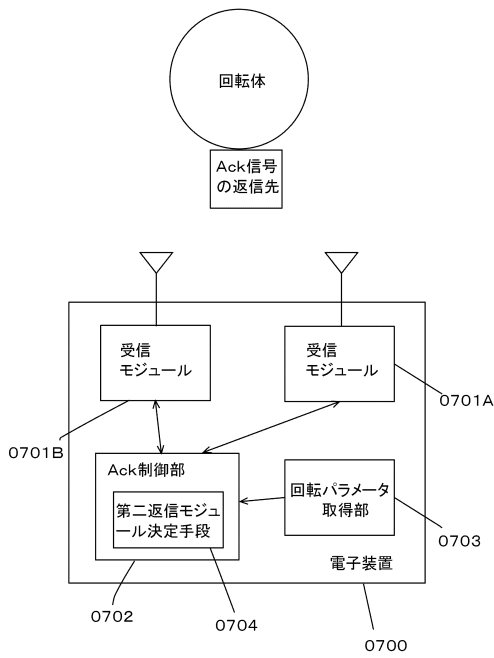 回転体
Ack信号
の返信先
受信
モジュール
受信
モジュール
0701A
0701B
Ack制御部
第二返信モジュ
ール決定手段
回転パラメータ
取得部
0703
電子装置
0702
0704
0700